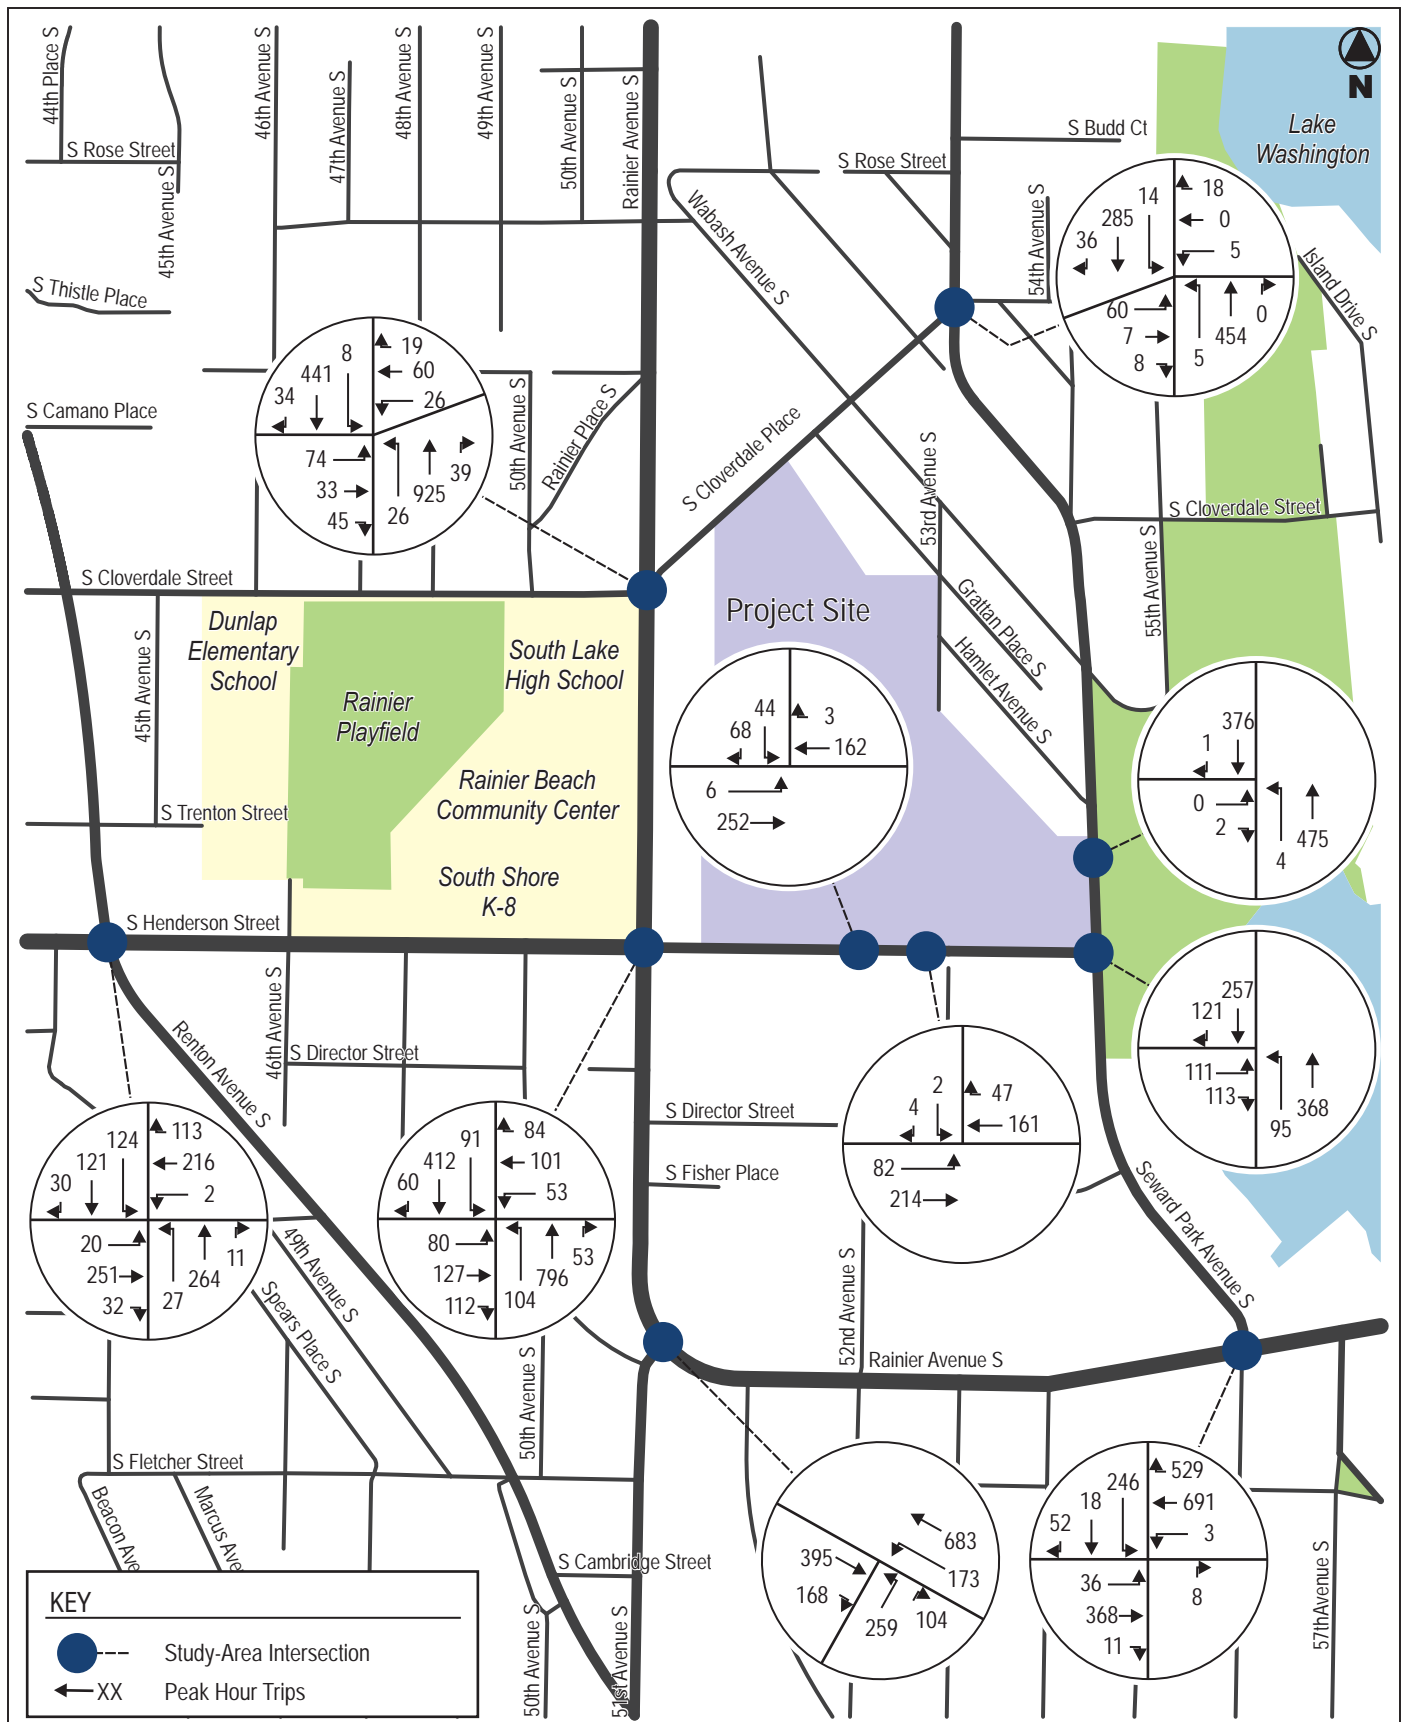 44th Place S
46th Avenue S
47th Avenue S
48th Avenue S
49th Avenue S
50th Avenue S
Rainier Avenue S
N
Lake
Washington
S Budd Ct
S Rose Street
45th Avenue S
S Rose Street
54th Avenue S
Wabash Avenue S
Island Drive S
14
18
285
0
36
5
60
454
0
7
8
5
S Thistle Place
8
19
441
60
34
26
74
39
33
925
45
26
S Camano Place
50th Avenue S
Rainier Place S
S Cloverdale Place
53rd Avenue S
S Cloverdale Street
55th Avenue S
S Cloverdale Street
Dunlap
Elementary
School
South Lake
High School
Rainier
Playfield
Rainier Beach
Community Center
South Shore
K-8
45th Avenue S
S Trenton Street
S Henderson Street
Project Site
Grattan Place S
Hamlet Avenue S
44
3
68
162
6
252
376
1
0
2
475
4
257
121
111
113
368
95
46th Avenue S
S Director Street
Renton Avenue S
S Director Street
S Fisher Place
2
47
4
161
82
214
Seward Park Avenue S
124
113
121
216
30
2
20
11
251
264
32
27
91
84
412
101
60
53
80
53
127
796
112
104
49th Avenue S
Spears Place S
50th Avenue S
52nd Avenue S
Rainier Avenue S
S Fletcher Street
Beacon Ave
Marcus Ave
S Cambridge Street
50th Avenue S
51st Avenue S
57thAvenue S
683
395
173
168
104
259
246
529
18
691
52
3
36
8
368
11
KEY
Study-Area Intersection
XX
Peak Hour Trips